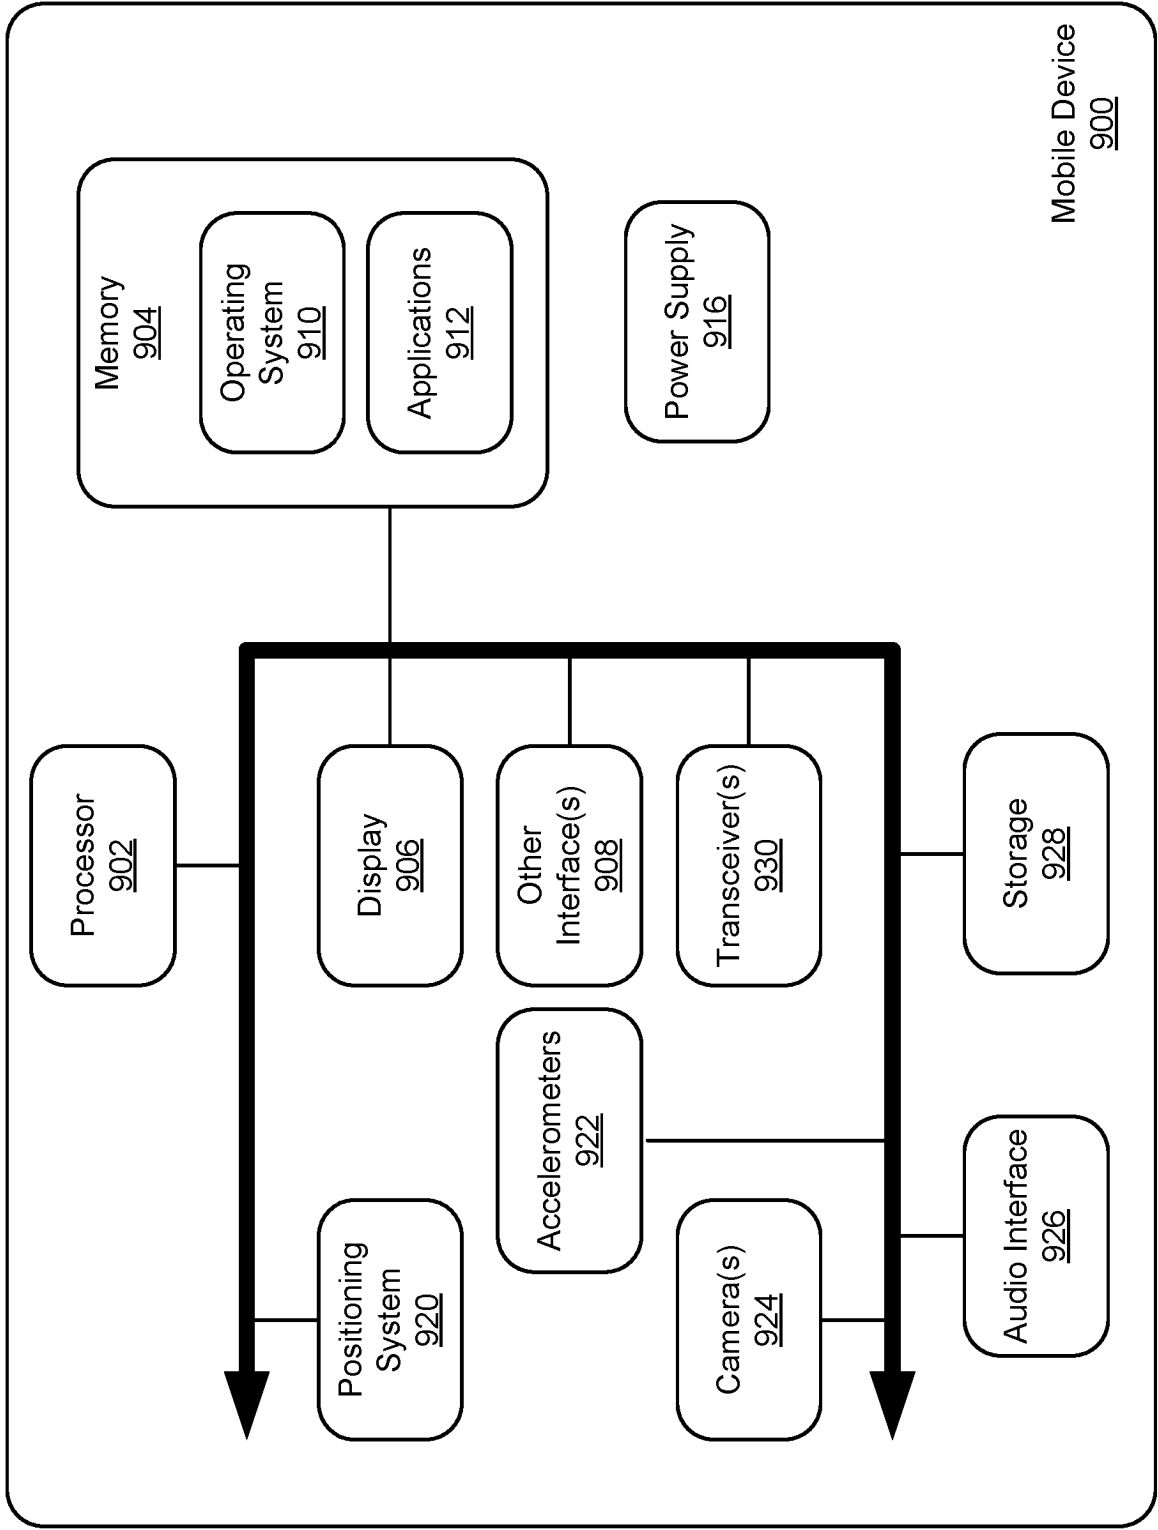 Processor
902
Memory
904
Operating
System
910
Applications
912
Positioning
System
920
Display
906
Accelerometers
922
Other
Interface(s)
908
Camera(s)
924
Transceiver(s)
930
Power Supply
916
Audio Interface
926
Storage
928
Mobile Device
900